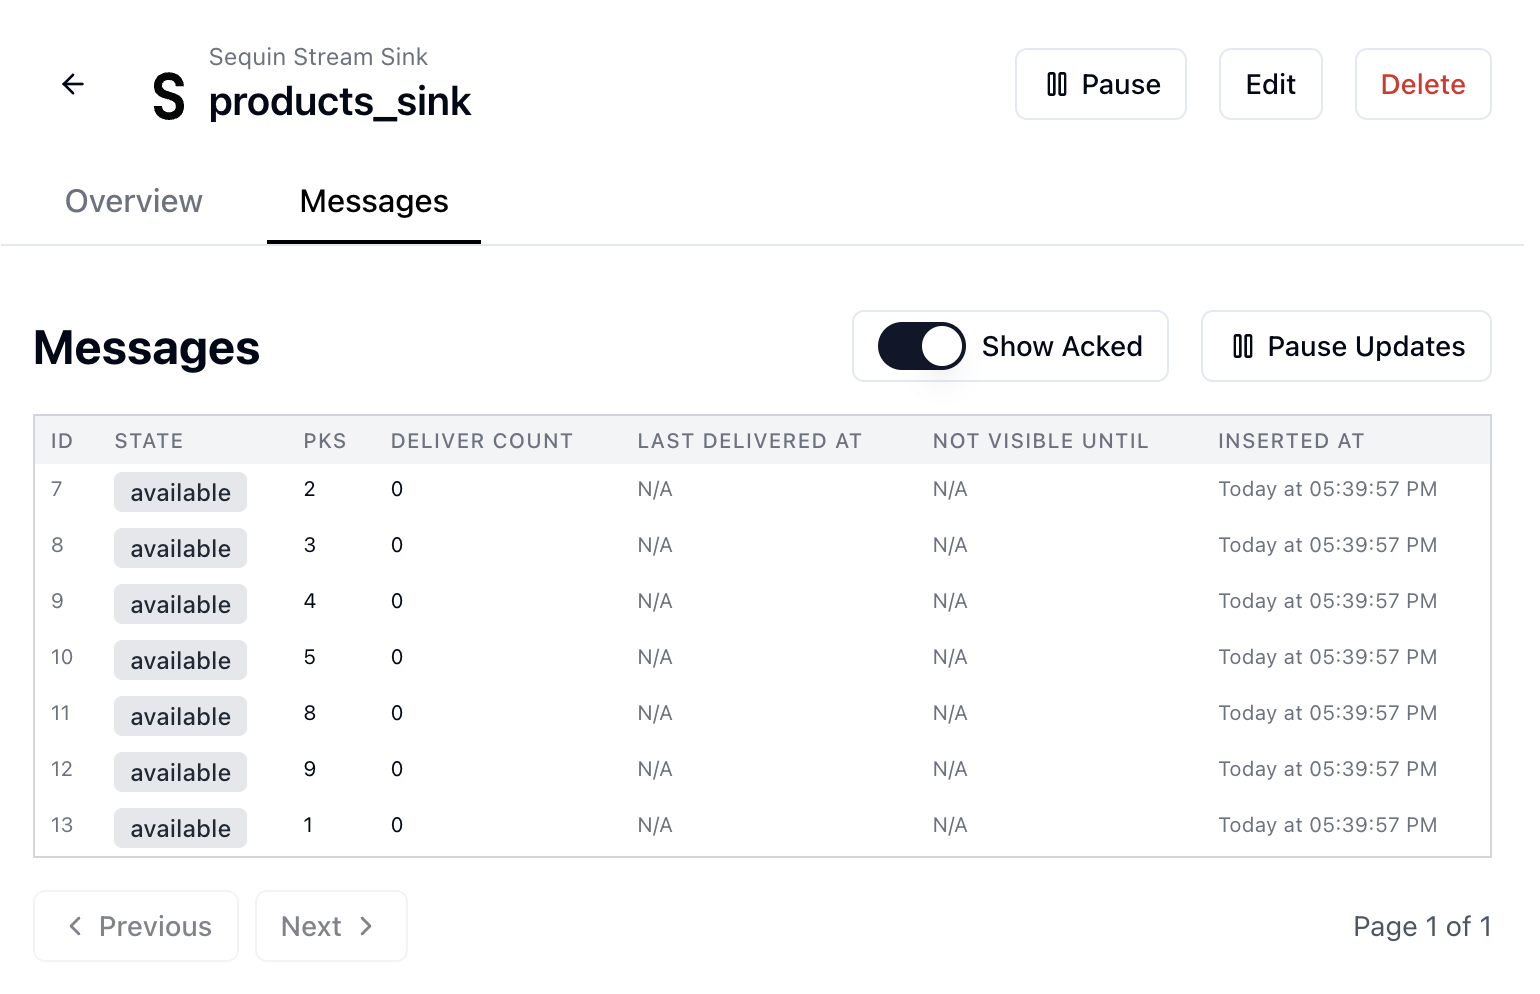 Sequin Stream Sink
S products_sink
Pause Edit Delete
Overview Messages
Messages
Show Acked Pause Updates
ID STATE PKS DELIVER COUNT LAST DELIVERED AT NOT VISIBLE UNTIL INSERTED AT
7 available 2 0 N/A N/A Today at 05:39:57 PM
8 available 3 0 N/A N/A Today at 05:39:57 PM
9 available 4 0 N/A N/A Today at 05:39:57 PM
10 available 5 0 N/A N/A Today at 05:39:57 PM
11 available 8 0 N/A N/A Today at 05:39:57 PM
12 available 9 0 N/A N/A Today at 05:39:57 PM
13 available 1 0 N/A N/A Today at 05:39:57 PM
Previous Next Page 1 of 1